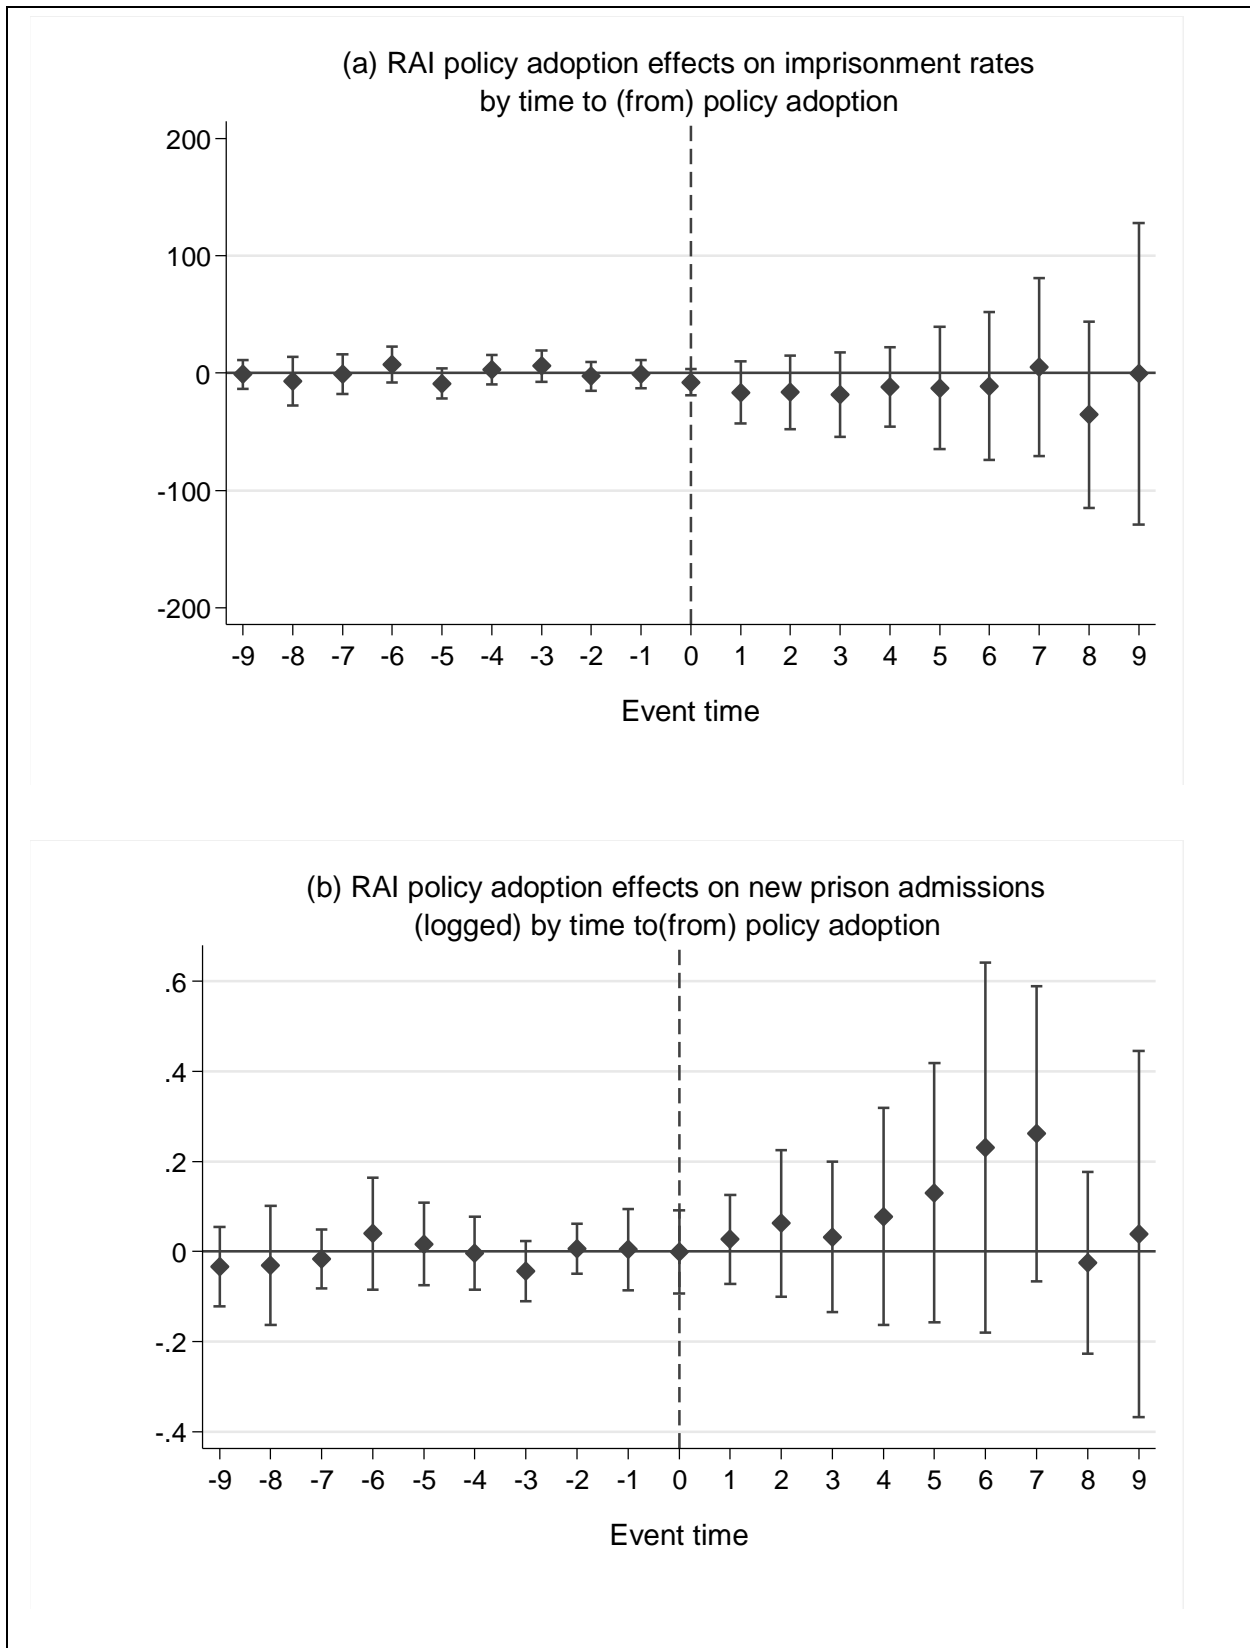 (a) RAI policy adoption effects on imprisonment rates
by time to (from) policy adoption
200
100
0
-100
-200
-9 -8 -7 -6 -5 -4 -3 -2 -1 0 1 2 3 4 5 6 7 8 9
Event time
(b) RAI policy adoption effects on new prison admissions
(logged) by time to(from) policy adoption
.6
.4
.2
0
-.2
-.4
-9 -8 -7 -6 -5 -4 -3 -2 -1 0 1 2 3 4 5 6 7 8 9
Event time